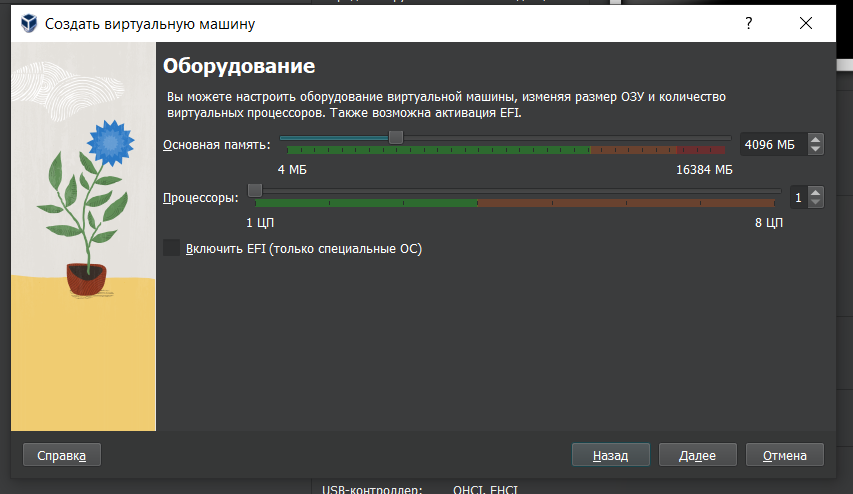 Создать виртуальную машину
?
Оборудование
Вы можете настроить оборудование виртуальной машины, изменяя размер ОЗУ и количество
виртуальных процессоров. Также возможна активация EFI.
Основная память:
4096 МБ
4 МБ
16384 МБ
Процессоры:
1
1 ЦП
8 ЦП
Включить EFI (только специальные ОС)
Справка
Назад
Далее
Отмена
USB-контроллер: OHCI, EHCI